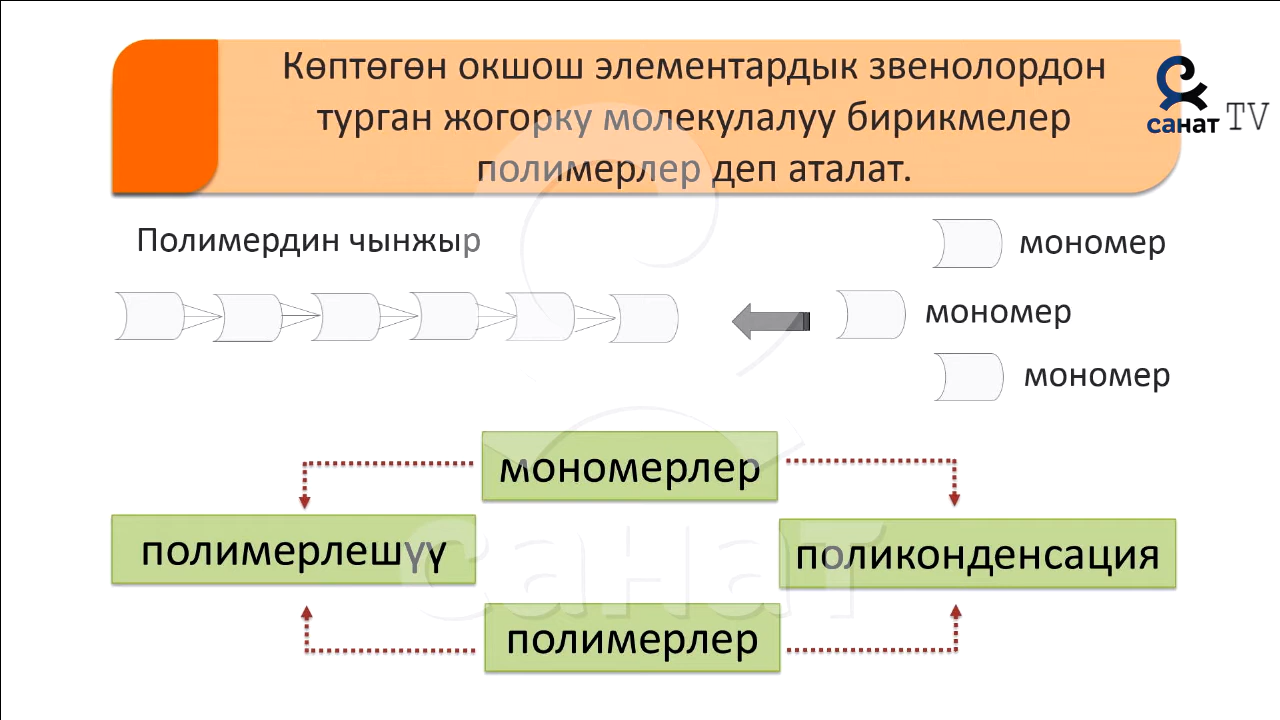 Көптөгөн окшош элементардык звенолордон
турган жогорку молекулалуу бирикмелер
полимерлер деп аталат.
санат TV
Полимердин чынжыр
мономер
мономер
мономер
мономерлер
полимерлешүү
поликонденсация
полимерлер
санат